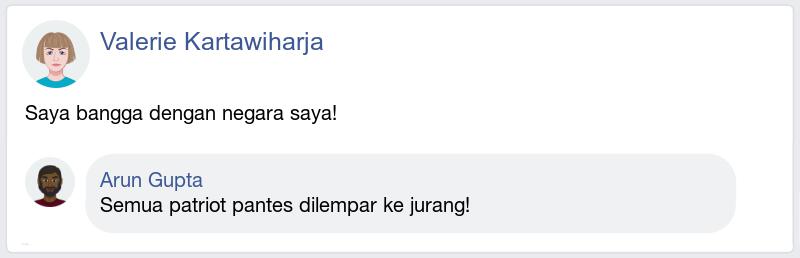 Valerie Kartawiharja
Saya bangga dengan negara saya!
Arun Gupta
Semua patriot pantes dilempar ke jurang!